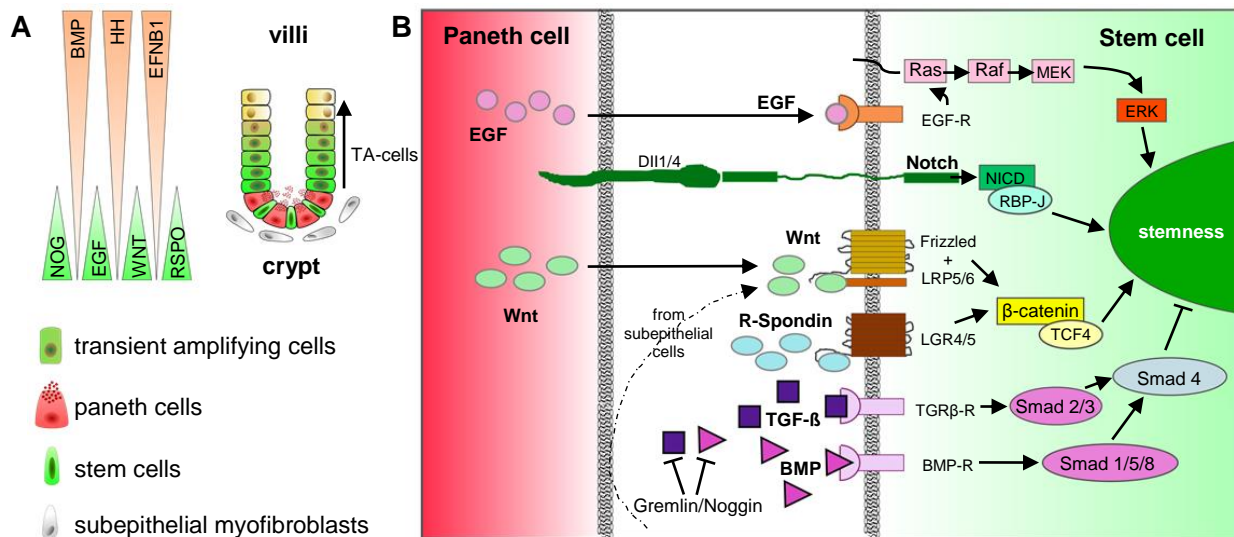 A
BMP
HH
EFNB1
NOG
EGF
WNT
RSPO
villi
TA-cells
crypt
transient amplifying cells
paneth cells
stem cells
subepithelial myofibroblasts
B
Paneth cell
Stem cell
EGF
EGF
Ras
Raf
MEK
EGF-R
ERK
Dll1/4
Notch
NICD
RBP-J
stemness
Wnt
Wnt
Frizzled
+
LRP5/6
from
subepithelial
cells
R-Spondin
LGR4/5
β-catenin
TCF4
Smad 4
TGF-ß
TGRβ-R
Smad 2/3
BMP
BMP-R
Smad 1/5/8
Gremlin/Noggin